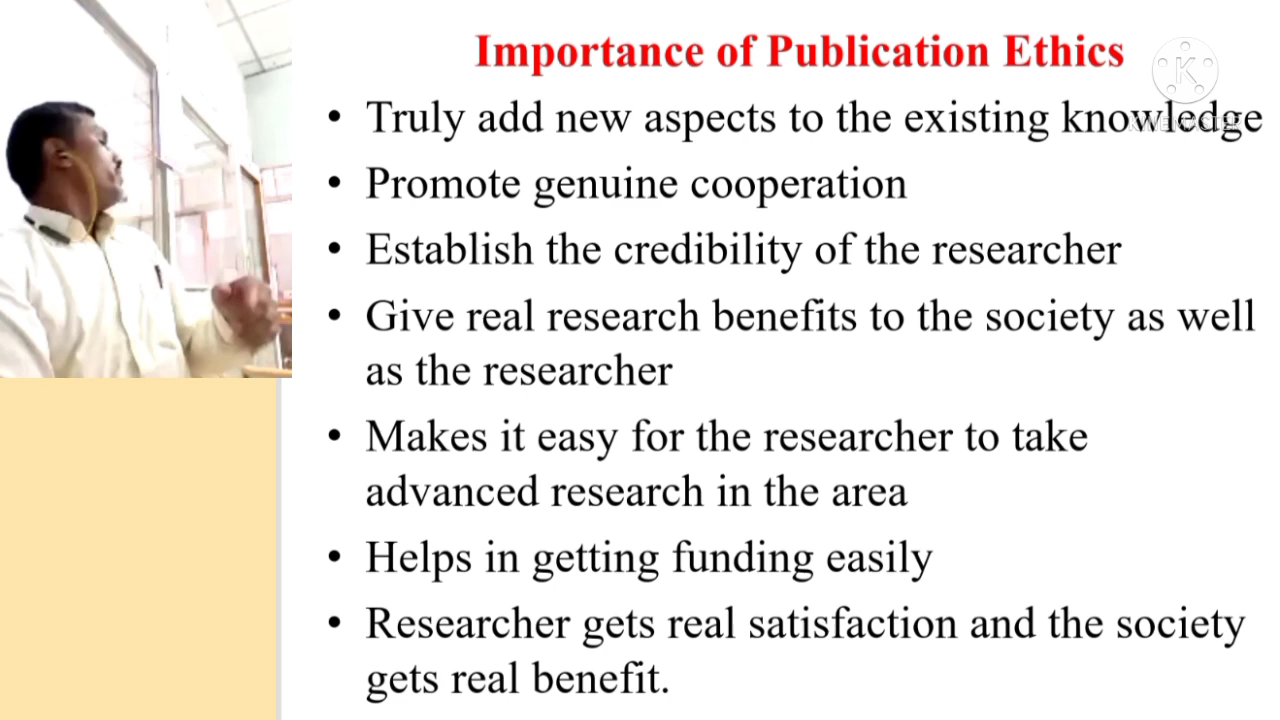 Importance of Publication Ethics
K
KINEMASTER
• Truly add new aspects to the existing knowledge
• Promote genuine cooperation
• Establish the credibility of the researcher
• Give real research benefits to the society as well
as the researcher
• Makes it easy for the researcher to take
advanced research in the area
• Helps in getting funding easily
• Researcher gets real satisfaction and the society
gets real benefit.